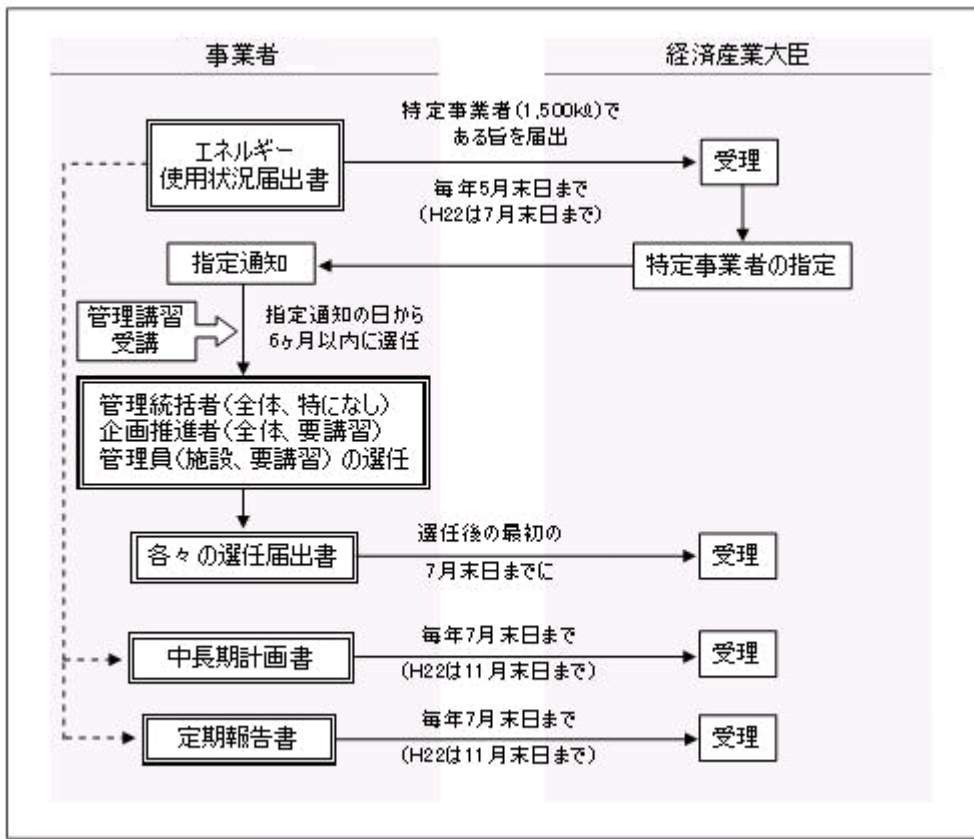 事業者
経済産業大臣
特定事業者(1,500kℓ)で
ある旨を届出
エネルギー
使用状況届出書
受理
毎年5月末日まで
(H22は7月末日まで)
指定通知
特定事業者の指定
管理講習
受講
指定通知の日から
6ヶ月以内に選任
管理統括者(全体、特になし)
企画推進者(全体、要講習)
管理員(施設、要講習)の選任
選任後の最初の
各々の選任届出書
受理
7月末日までに
毎年7月末日まで
中長期計画書
受理
(H22は11月末日まで)
毎年7月末日まで
定期報告書
受理
(H22は11月末日まで)